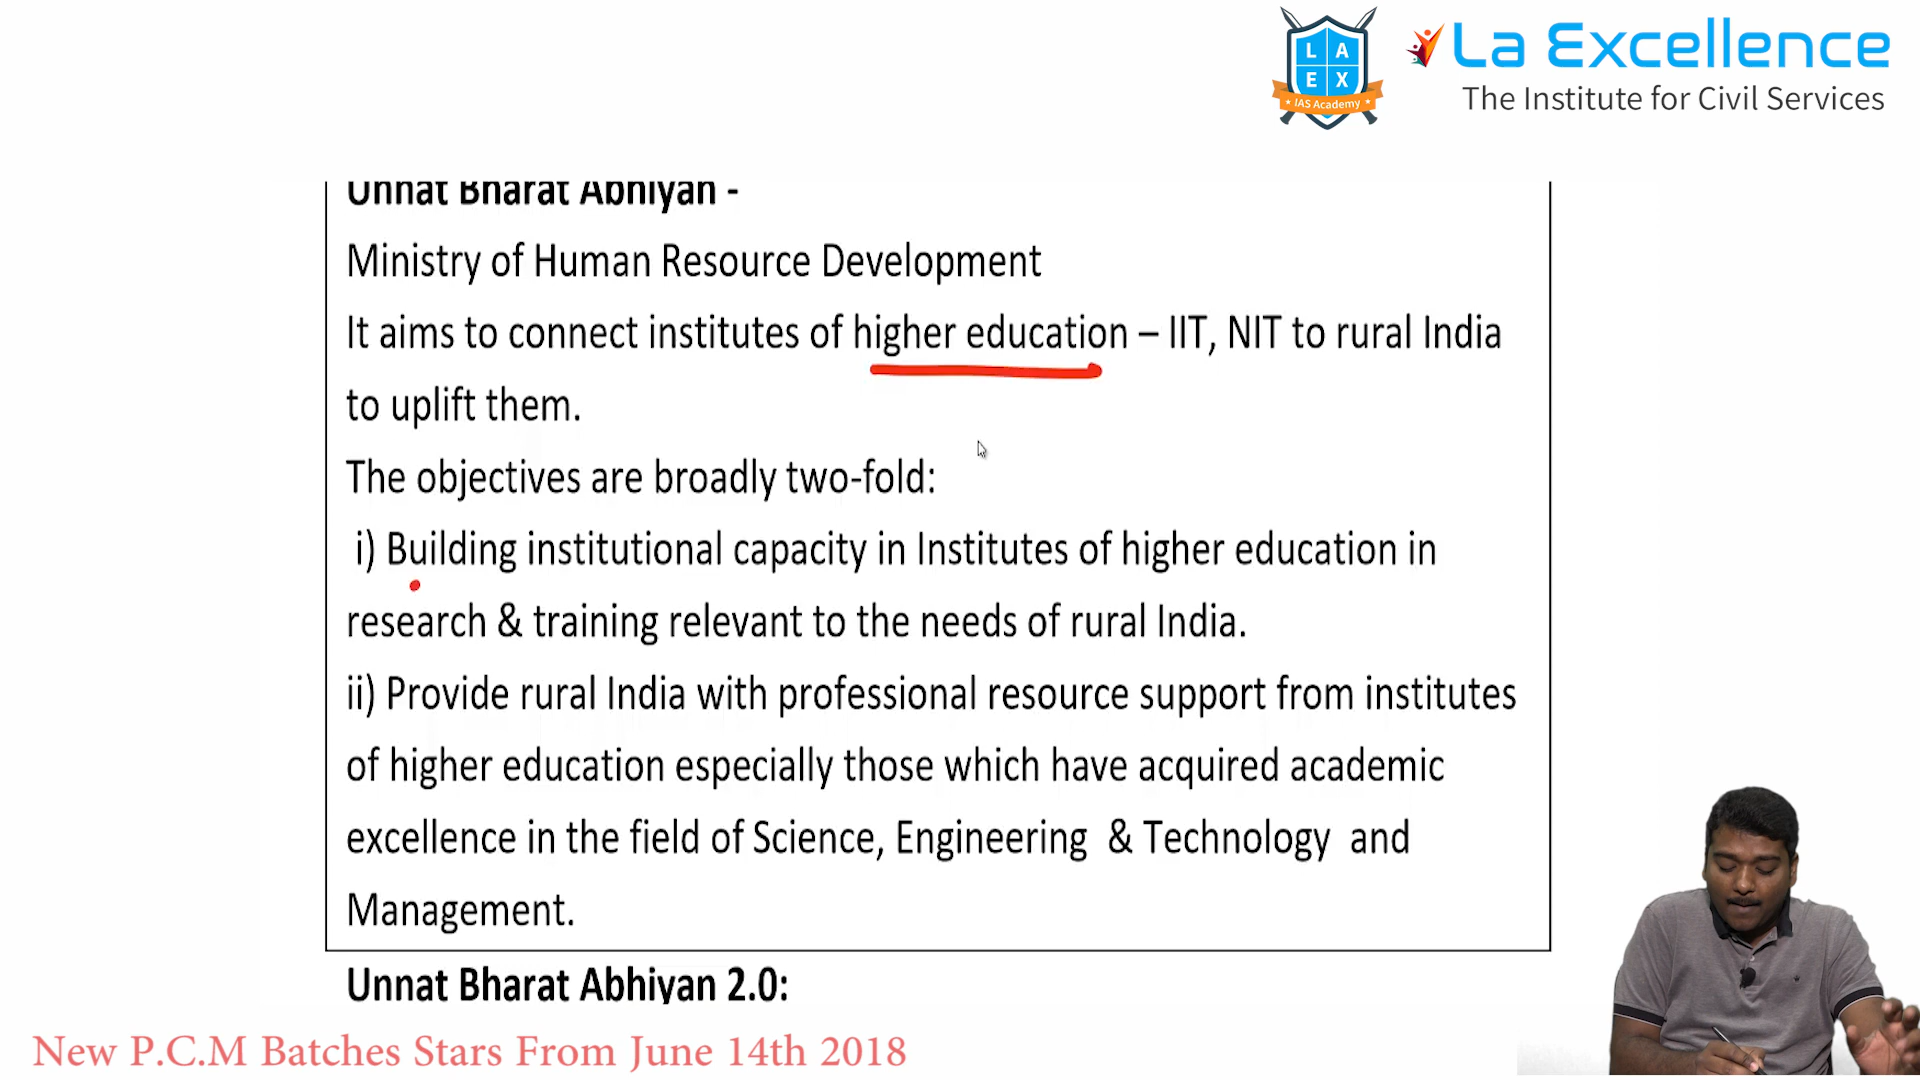 L A
E X
IAS Academy
La Excellence
The Institute for Civil Services
Unnat Bharat Abhiyan -
Ministry of Human Resource Development
It aims to connect institutes of higher education – IIT, NIT to rural India
to uplift them.
The objectives are broadly two-fold:
i) Building institutional capacity in Institutes of higher education in
research & training relevant to the needs of rural India.
ii) Provide rural India with professional resource support from institutes
of higher education especially those which have acquired academic
excellence in the field of Science, Engineering & Technology and
Management.
Unnat Bharat Abhiyan 2.0:
New P.C.M Batches Stars From June 14th 2018